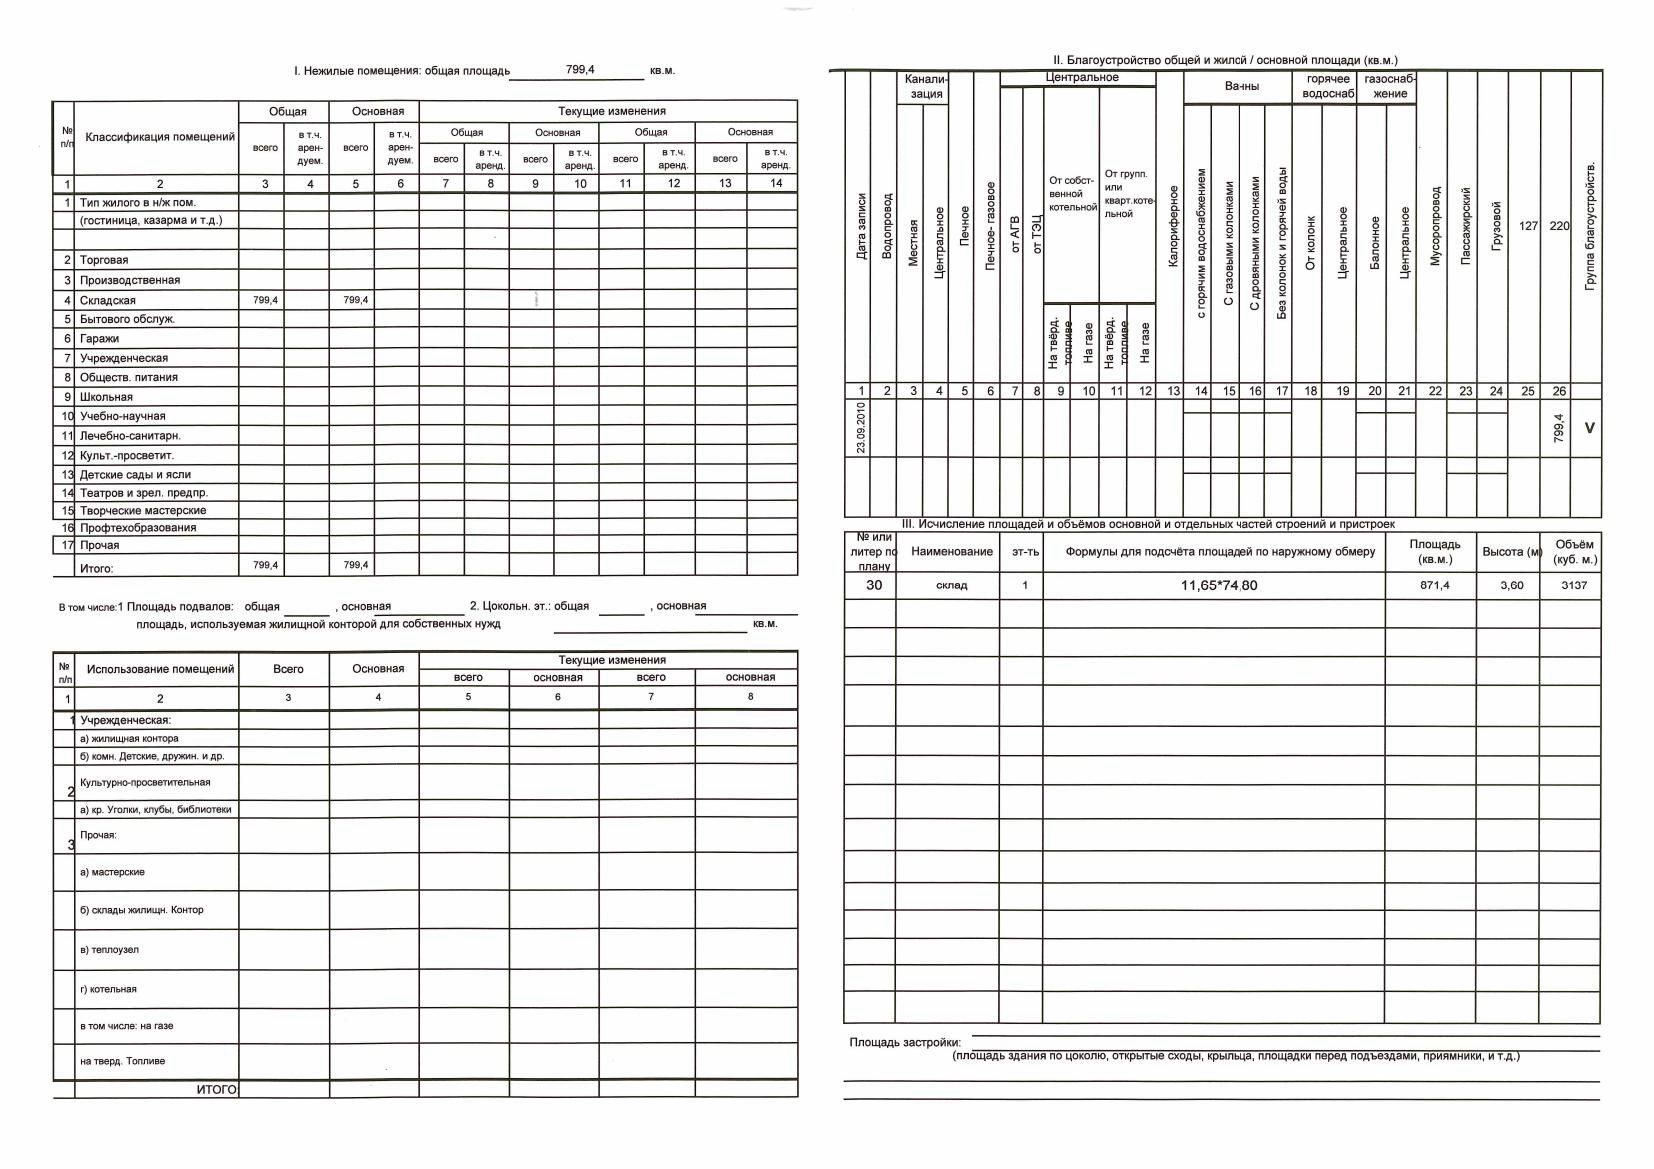 I. Нежилые помещения: общая площадь 799,4 кв.м.
№ п/п Классификация помещений Общая Основная Текущие изменения
Общая Основная Общая Основная
всего в т.ч. арен-дуем. всего в т.ч. арен-дуем. всего в т.ч. аренд. всего в т.ч. аренд. всего в т.ч. аренд. всего в т.ч. аренд.
1 2 3 4 5 6 7 8 9 10 11 12 13 14
1 Тип жилого в н/ж пом.
(гостиница, казарма и т.д.)
2 Торговая
3 Производственная
4 Складская 799,4 799,4
5 Бытового обслуж.
6 Гаражи
7 Учрежденческая
8 Обществ. питания
9 Школьная
10 Учебно-научная
11 Лечебно-санитарн.
12 Культ.-просветит.
13 Детские сады и ясли
14 Театров и зрел. предпр.
15 Творческие мастерские
16 Профтехобразования
17 Прочая
Итого: 799,4 799,4
В том числе:1 Площадь подвалов: общая , основная 2. Цокольн. эт.: общая , основная
площадь, используемая жилищной конторой для собственных нужд кв.м.
№ п/п Использование помещений Всего Основная Текущие изменения
всего основная всего основная
1 2 3 4 5 6 7 8
1 Учрежденческая:
а) жилищная контора
б) комн. Детские, дружин. и др.
2 Культурно-просветительная
а) кр. Уголки, клубы, библиотеки
3 Прочая:
а) мастерские
б) склады жилищн. Контор
в) теплоузел
г) котельная
в том числе: на газе
на тверд. Топливе
ИТОГО
II. Благоустройство общей и жилой / основной площади (кв.м.)
Дата записи
Водопровод
Канали-
зация
Местная
Центральное
Печное
Печное- газовое
Центральное
от АГВ
от ТЭЦ
От собст-
венной
котельной
На твёрд.
топливе
На газе
От групп.
или
кварт.коте-
льной
На твёрд.
топливе
На газе
Калориферное
Ванны
с горячим водоснабжением
С газовыми колонками
С дровяными колонками
Без колонок и горячей воды
горячее
водоснаб
От колонк
Центральное
газоснаб-
жение
Балонное
Центральное
Мусоропровод
Пассажирский
Грузовой
127
220
Группа благоустройств.
1 2 3 4 5 6 7 8 9 10 11 12 13 14 15 16 17 18 19 20 21 22 23 24 25 26
23.09.2010 799,4 V
III. Исчисление площадей и объёмов основной и отдельных частей строений и пристроек
№ или литер по плану Наименование эт-ть Формулы для подсчёта площадей по наружному обмеру Площадь (кв.м.) Высота (м) Объём (куб. м.)
30 склад 1 11,65*74,80 871,4 3,60 3137
Площадь застройки:
(площадь здания по цоколю, открытые сходы, крыльца, площадки перед подъездами, приямники, и т.д.)